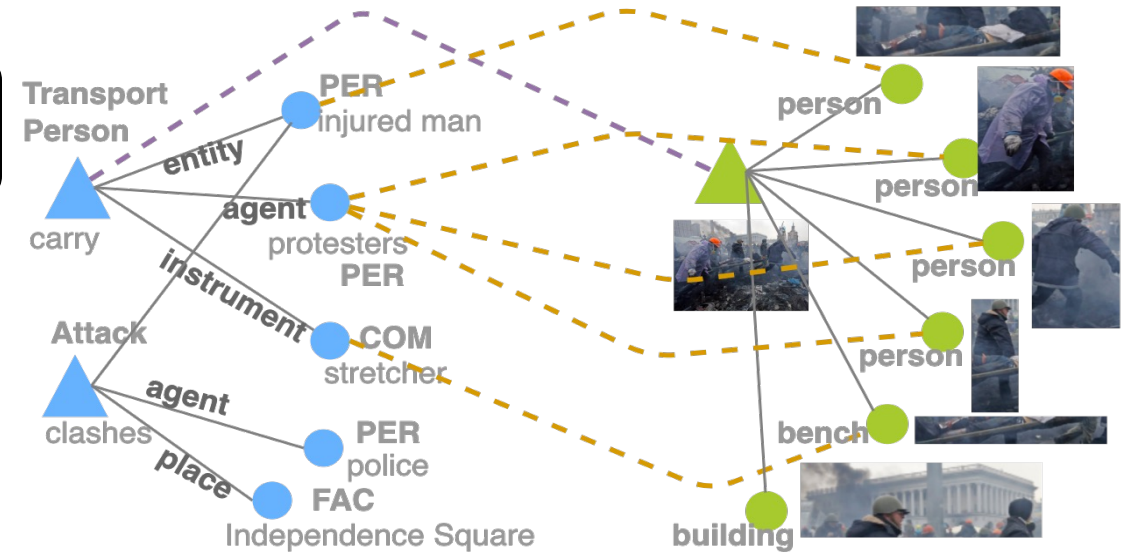 Transport
Person
carry
entity
PER
injured man
agent
protesters
PER
instrument
COM
stretcher
Attack
clashes
agent
PER
police
place
FAC
Independence Square
person
person
person
person
bench
building